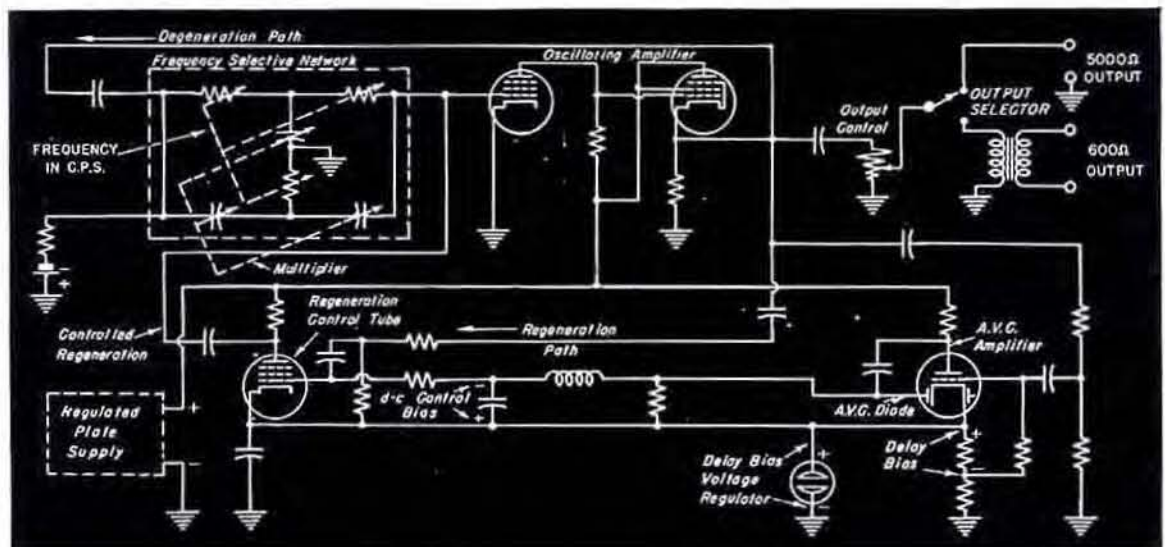 Degeneration Path
Frequency Selective Network
Oscillating Amplifier
5000Ω
OUTPUT
OUTPUT
SELECTOR
Output
Control
FREQUENCY
IN C.P.S.
600Ω
OUTPUT
Multiplier
Regeneration
Control Tube
Regeneration
Path
A.V.C.
Amplifier
Controlled
Regeneration
+
-
d-c Control
Bias
-
+
A.V.C. Diode
Regulated
Plate
Supply
+
-
Delay Bias
Voltage
Regulator
+
-
Delay
Bias
+
-